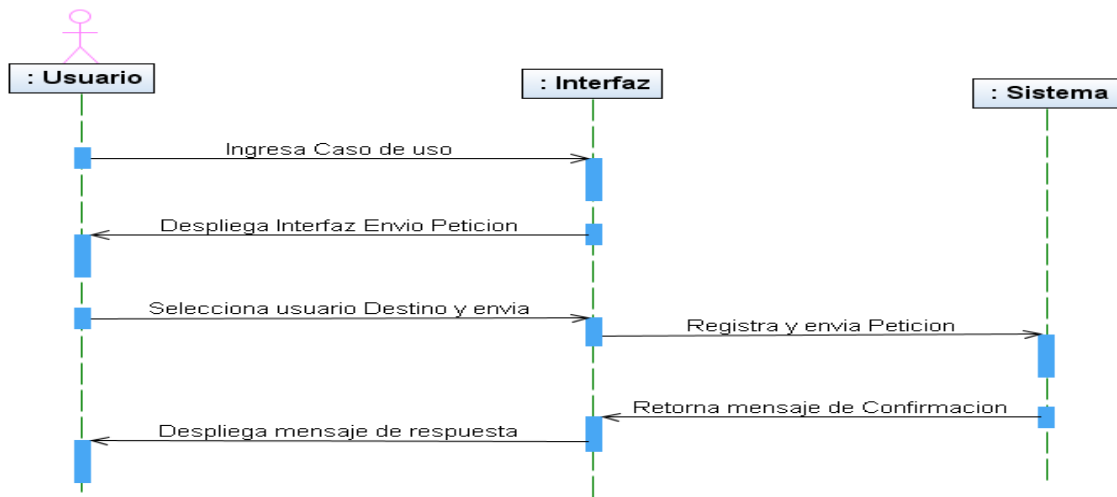 : Usuario
: Interfaz
: Sistema
Ingresa Caso de uso
Despliega Interfaz Envio Peticion
Selecciona usuario Destino y envia
Registra y envia Peticion
Retorna mensaje de Confirmacion
Despliega mensaje de respuesta